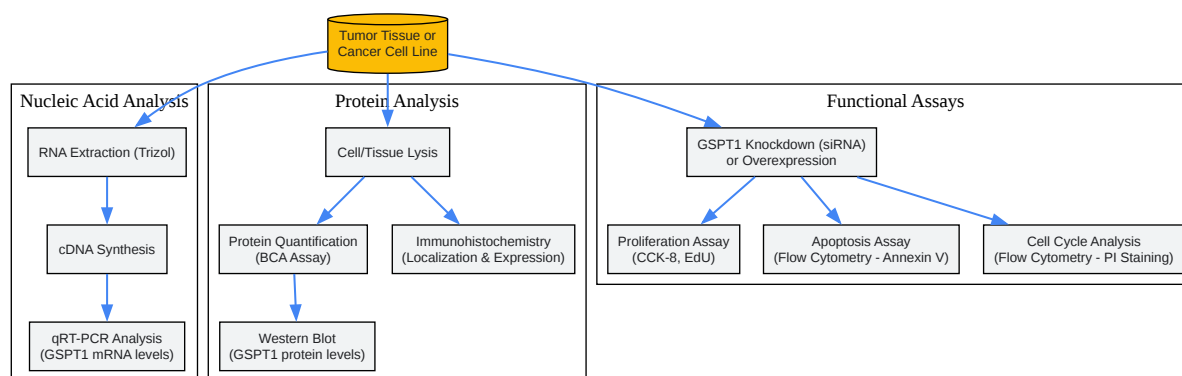 Tumor Tissue or
Cancer Cell Line
Nucleic Acid Analysis
RNA Extraction (Trizol)
cDNA Synthesis
qRT-PCR Analysis
(GSPT1 mRNA levels)
Protein Analysis
Cell/Tissue Lysis
Protein Quantification
(BCA Assay)
Immunohistochemistry
(Localization & Expression)
Western Blot
(GSPT1 protein levels)
Functional Assays
GSPT1 Knockdown (siRNA)
or Overexpression
Proliferation Assay
(CCK-8, EdU)
Apoptosis Assay
(Flow Cytometry - Annexin V)
Cell Cycle Analysis
(Flow Cytometry - PI Staining)